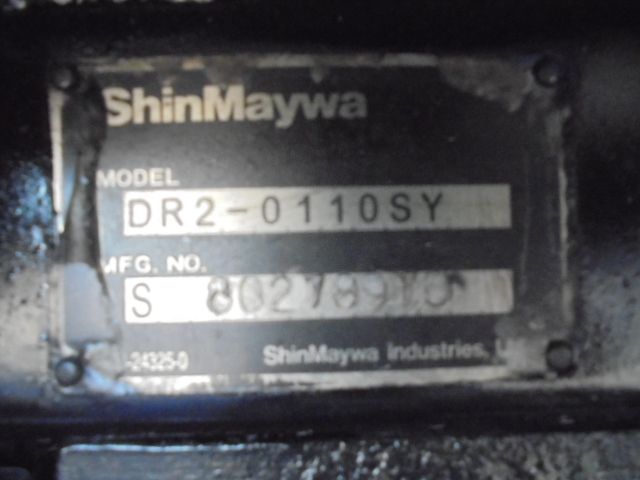 ShinMaywa
MODEL
DR2-0110SY
MFG. NO.
S
-24325-0
ShinMaywa Industries,